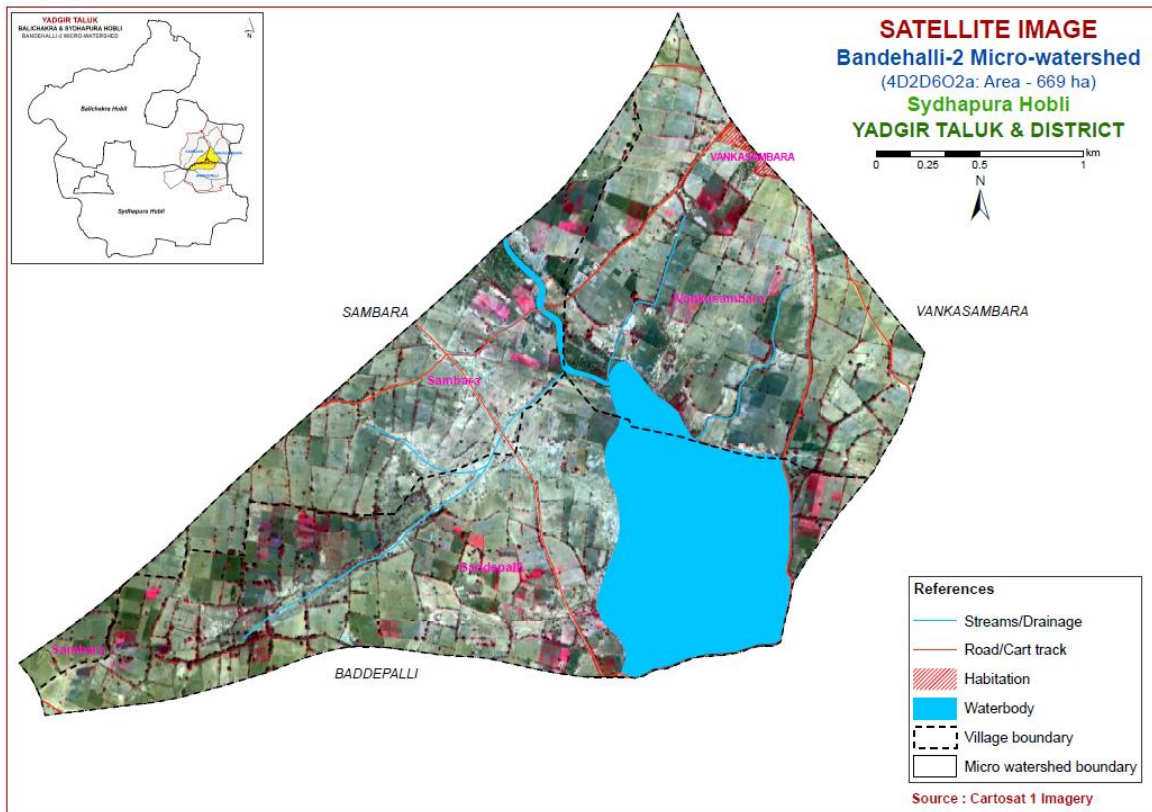 YADGIR TALUK
BALICHAKRA & SYDHAPURA HOBLI
BANDEHALLI-2 MICRO-WATERSHED
N
Balichakra Hobli
Sydhapura Hobli
SATELLITE IMAGE
Bandehalli-2 Micro-watershed
(4D2D6O2a: Area - 669 ha)
Sydhapura Hobli
YADGIR TALUK & DISTRICT
km
0 0.25 0.5 1
N
VANKASAMBARA
Vankasambara
SAMBARA
VANKASAMBARA
Sambara
Baddepalli
Sambara
BADDEPALLI
References
Streams/Drainage
Road/Cart track
Habitation
Waterbody
Village boundary
Micro watershed boundary
Source : Cartosat 1 Imagery